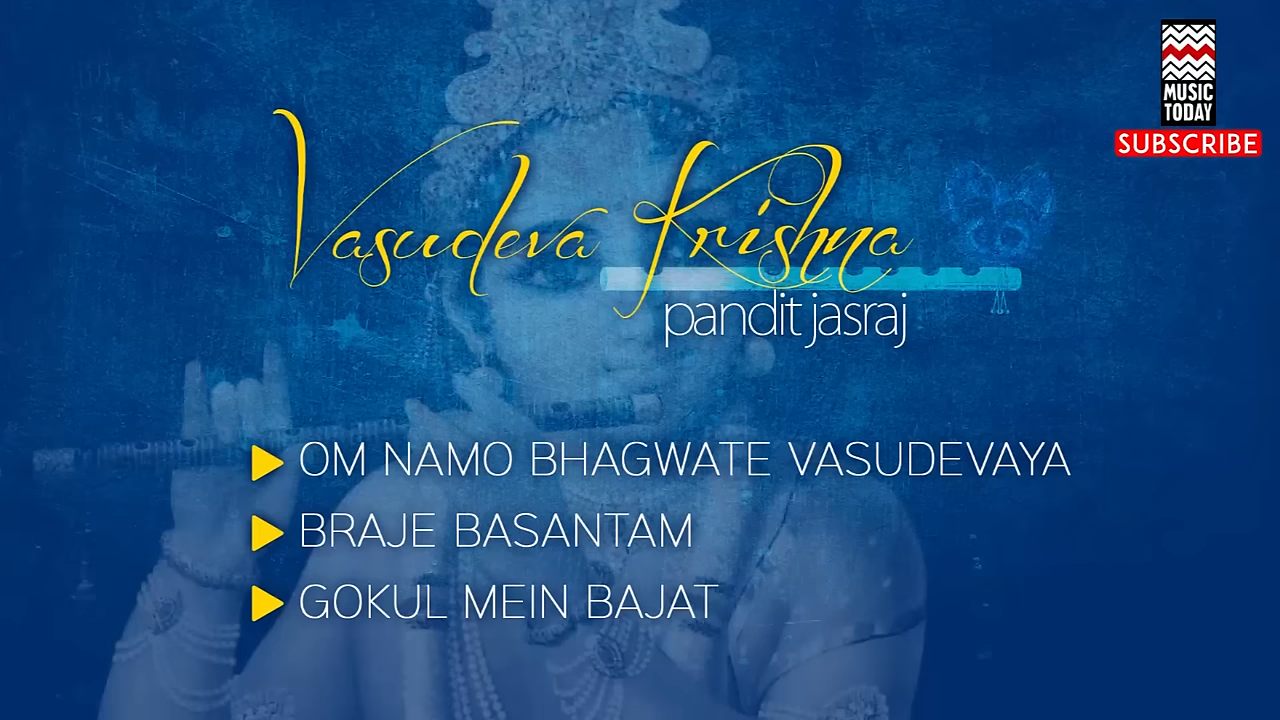 MUSIC
TODAY
SUBSCRIBE
Vasudeva Krishna
pandit jasraj
OM NAMO BHAGWATE VASUDEVAYA
BRAJE BASANTAM
GOKUL MEIN BAJAT